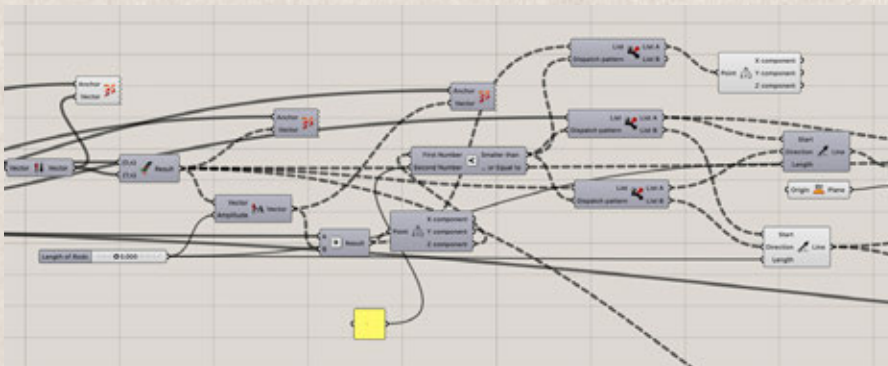 List List A
Dispatch pattern List B
X component
Point Y component
Z component
Anchor
Vector
Anchor
Vector
Anchor
Vector
List List A
Dispatch pattern List B
Start
Direction Line
Length
First Number Smaller than
Second Number ... or Equal to
Vector Vector
Result
List List A
Dispatch pattern List B
Origin Plane
Vector Vector
Amplitude
X component
Point Y component
Z component
A Result
B
Start
Direction Line
Length
Length of Rods